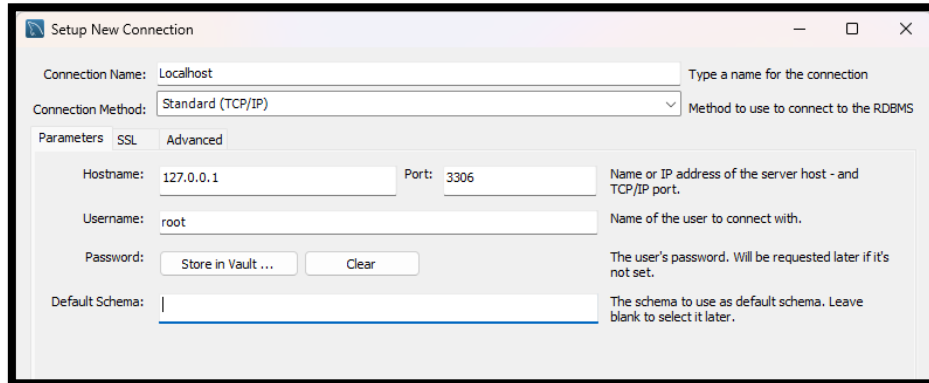 Setup New Connection
Connection Name: Localhost Type a name for the connection
Connection Method: Standard (TCP/IP) Method to use to connect to the RDBMS
Parameters SSL Advanced
Hostname: 127.0.0.1 Port: 3306 Name or IP address of the server host - and
TCP/IP port.
Username: root Name of the user to connect with.
Password: Store in Vault ... Clear The user's password. Will be requested later if it's
not set.
Default Schema: The schema to use as default schema. Leave
blank to select it later.